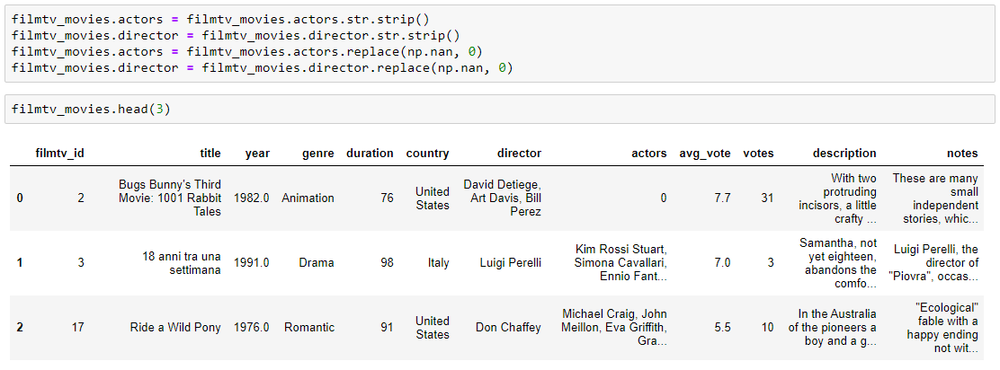 filmtv_movies.actors = filmtv_movies.actors.str.strip()
filmtv_movies.director = filmtv_movies.director.str.strip()
filmtv_movies.actors = filmtv_movies.actors.replace(np.nan, 0)
filmtv_movies.director = filmtv_movies.director.replace(np.nan, 0)
filmtv_movies.head(3)
filmtv_id title year genre duration country director actors avg_vote votes description notes
0 2 Bugs Bunny's Third Movie: 1001 Rabbit Tales 1982.0 Animation 76 United States David Detiege, Art Davis, Bill Perez 0 7.7 31 With two protruding incisors, a little crafty ... These are many small independent stories, whic...
1 3 18 anni tra una settimana 1991.0 Drama 98 Italy Luigi Perelli Kim Rossi Stuart, Simona Cavallari, Ennio Fant... 7.0 3 Samantha, not yet eighteen, abandons the comfo... Luigi Perelli, the director of "Piovra", occas...
2 17 Ride a Wild Pony 1976.0 Romantic 91 United States Don Chaffey Michael Craig, John Meillon, Eva Griffith, Gra... 5.5 10 In the Australia of the pioneers a boy and a g... "Ecological" fable with a happy ending not wit...